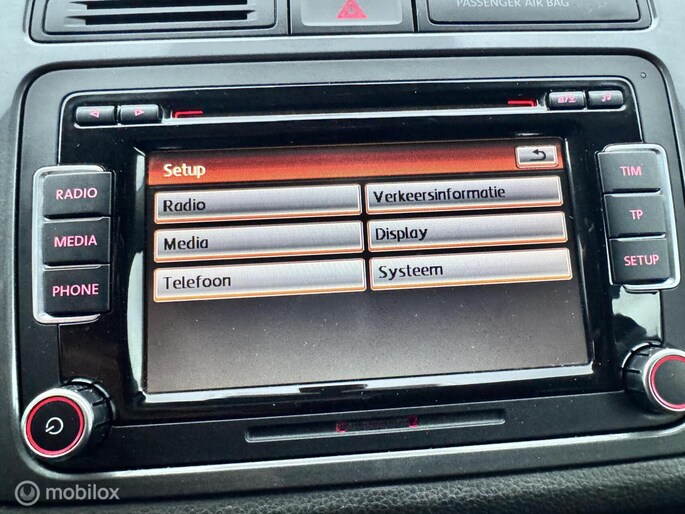 PASSENGER AIR BAG
Setup
Radio
Verkeersinformatie
Media
Display
Telefoon
Systeem
RADIO
MEDIA
PHONE
TIM
TP
SETUP
mobilox